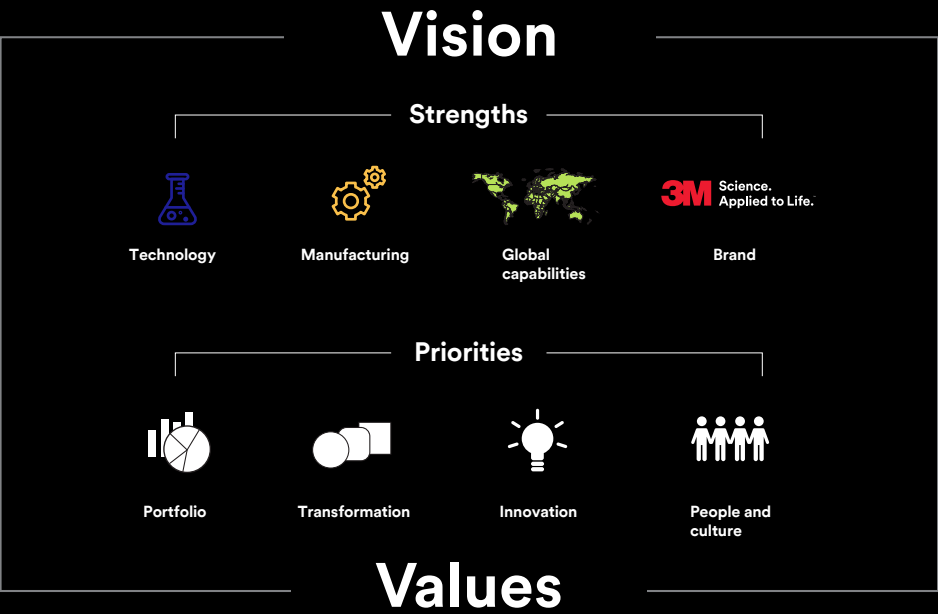 Vision
Strengths
3M Science.
Applied to Life.
Technology
Manufacturing
Global
capabilities
Brand
Priorities
Portfolio
Transformation
Innovation
People and
culture
Values